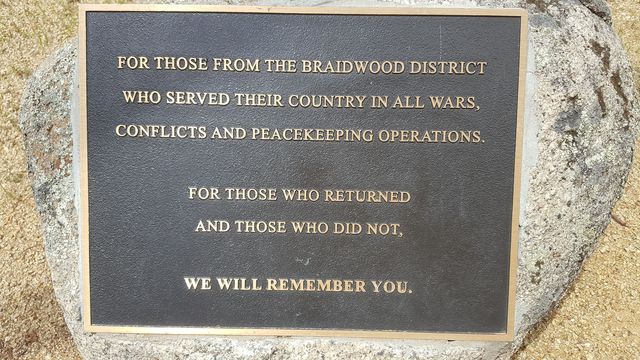 FOR THOSE FROM THE BRAIDWOOD DISTRICT
WHO SERVED THEIR COUNTRY IN ALL WARS,
CONFLICTS AND PEACEKEEPING OPERATIONS.
FOR THOSE WHO RETURNED
AND THOSE WHO DID NOT,
WE WILL REMEMBER YOU.